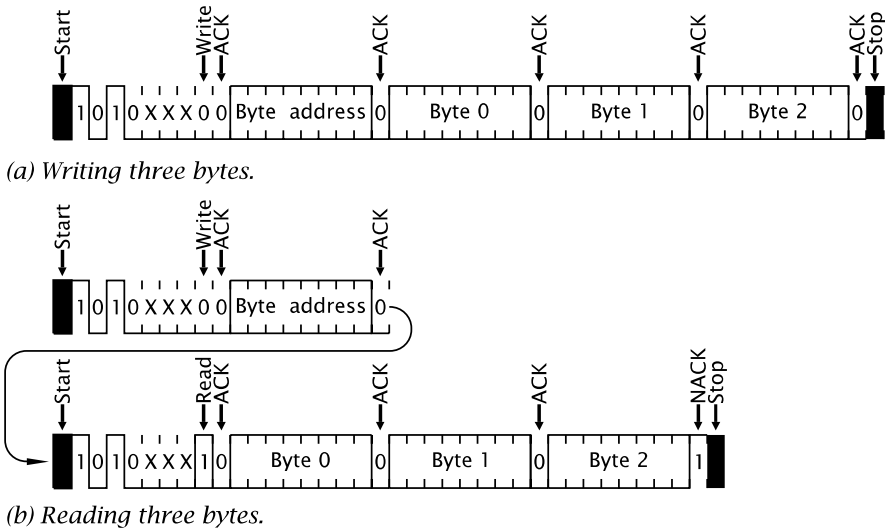 Start Write ACK ACK ACK ACK ACK Stop
1 0 1 0 X X X 0 0 Byte address 0 Byte 0 0 Byte 1 0 Byte 2 0
(a) Writing three bytes.
Start Write ACK ACK
1 0 1 0 X X X 0 0 Byte address 0
Start Read ACK ACK ACK NACK Stop
1 0 1 0 X X X 1 0 Byte 0 0 Byte 1 0 Byte 2 1
(b) Reading three bytes.